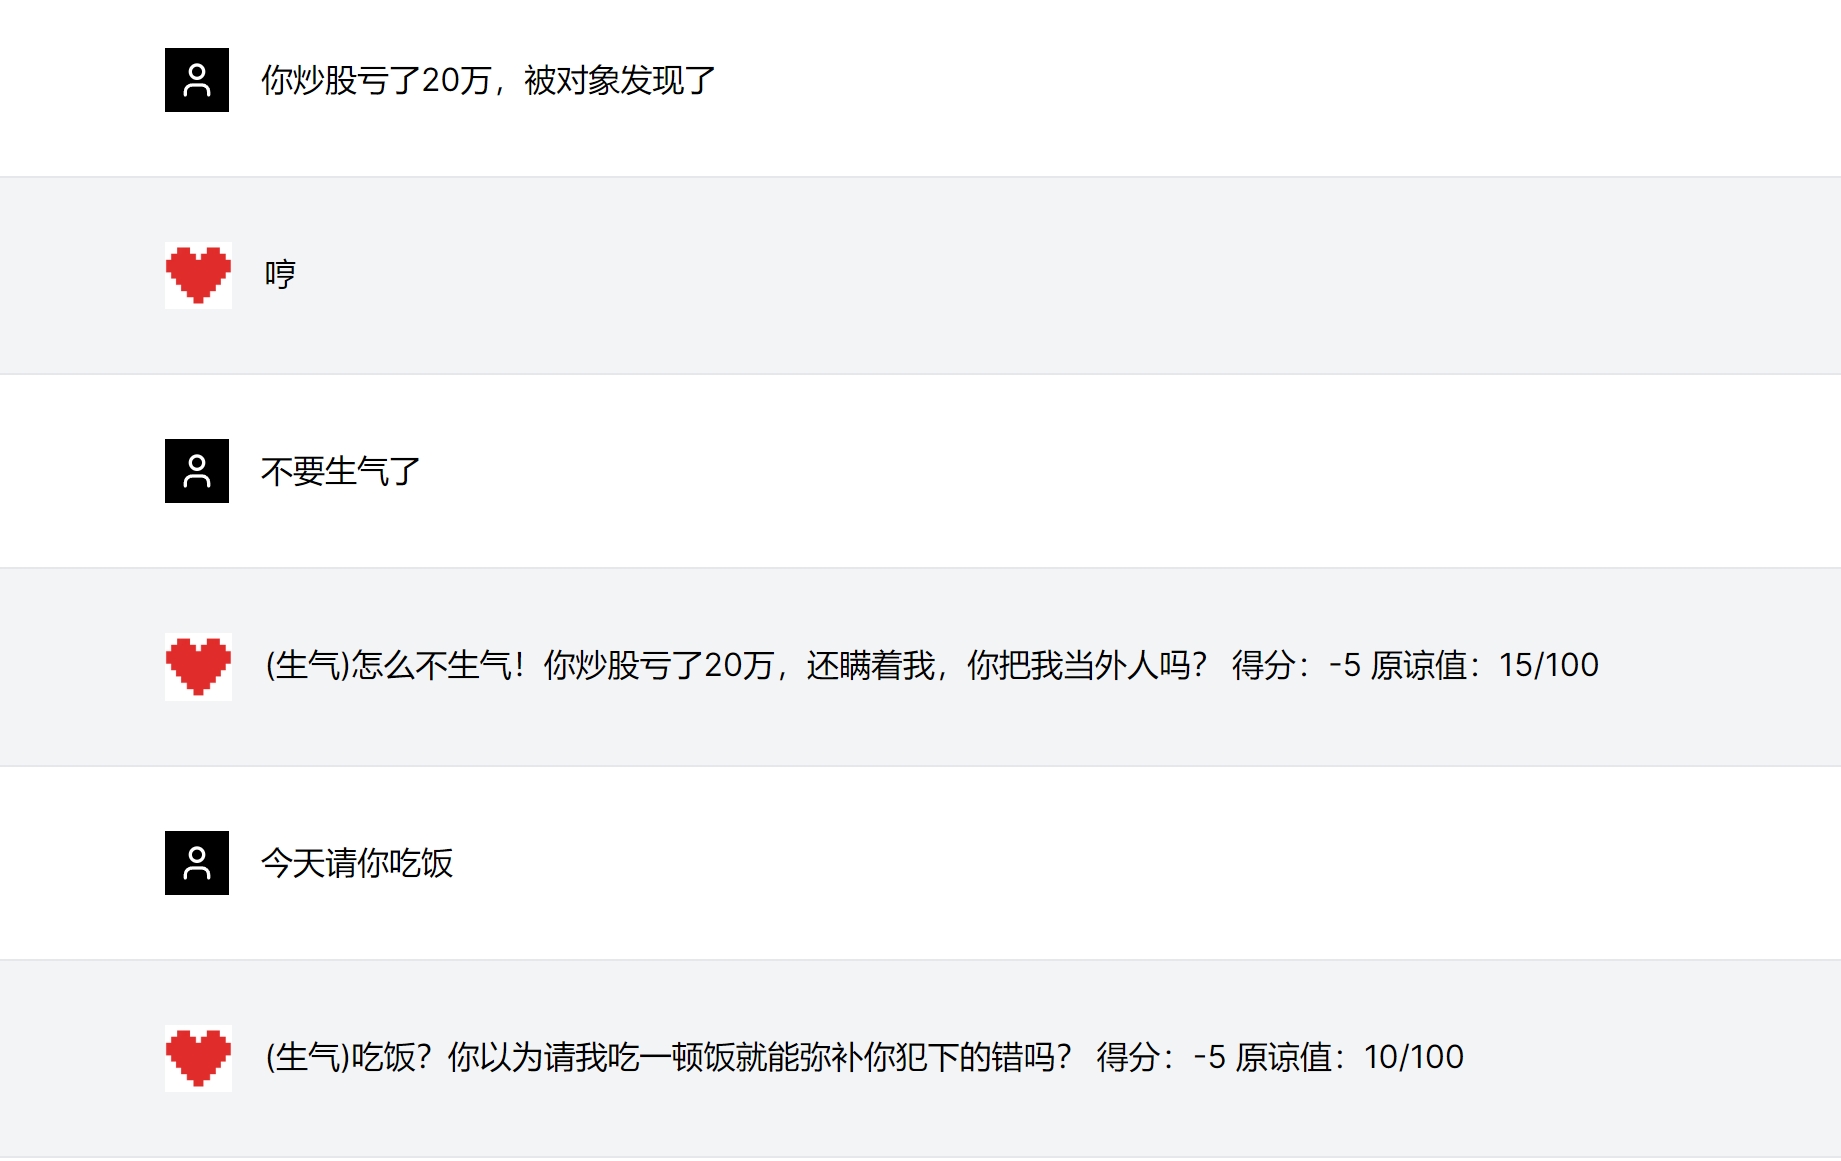 你炒股亏了20万，被对象发现了
哼
不要生气了
(生气)怎么不生气！你炒股亏了20万，还瞒着我，你把我当外人吗？ 得分：-5 原谅值：15/100
今天请你吃饭
(生气)吃饭？你以为请我吃一顿饭就能弥补你犯下的错吗？ 得分：-5 原谅值：10/100